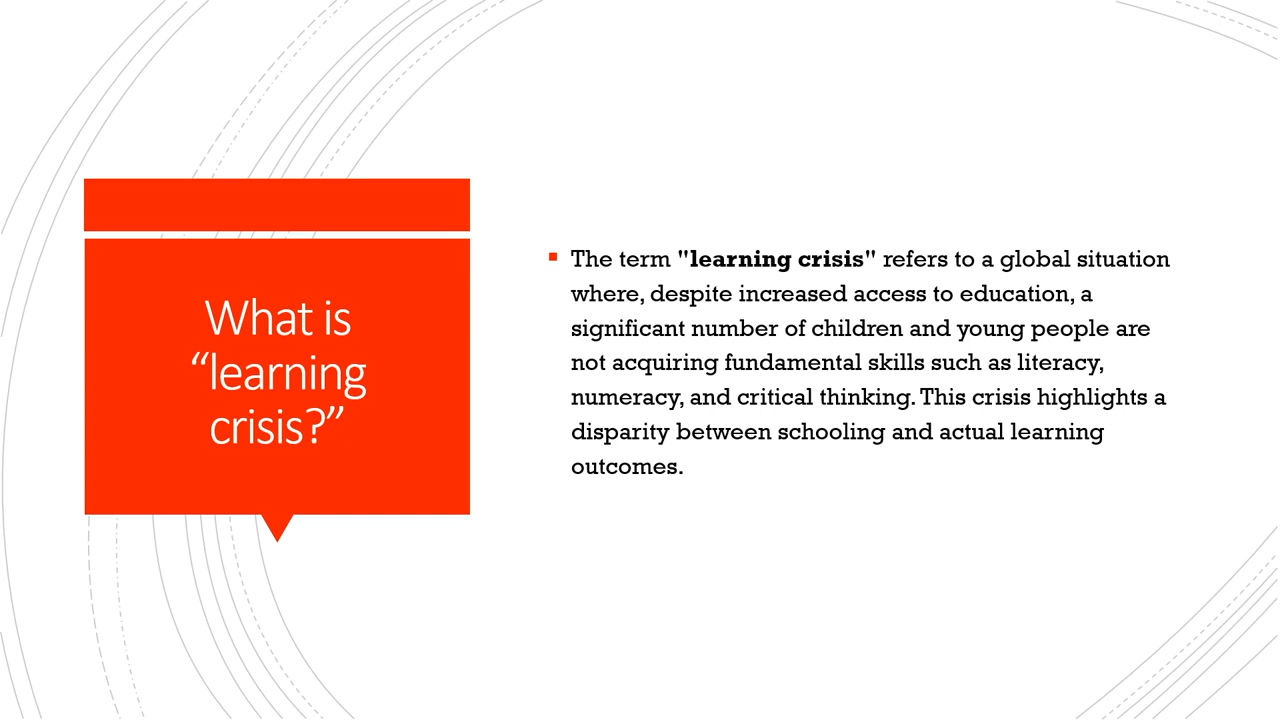 What is
“learning
crisis?”
The term "learning crisis" refers to a global situation
where, despite increased access to education, a
significant number of children and young people are
not acquiring fundamental skills such as literacy,
numeracy, and critical thinking. This crisis highlights a
disparity between schooling and actual learning
outcomes.